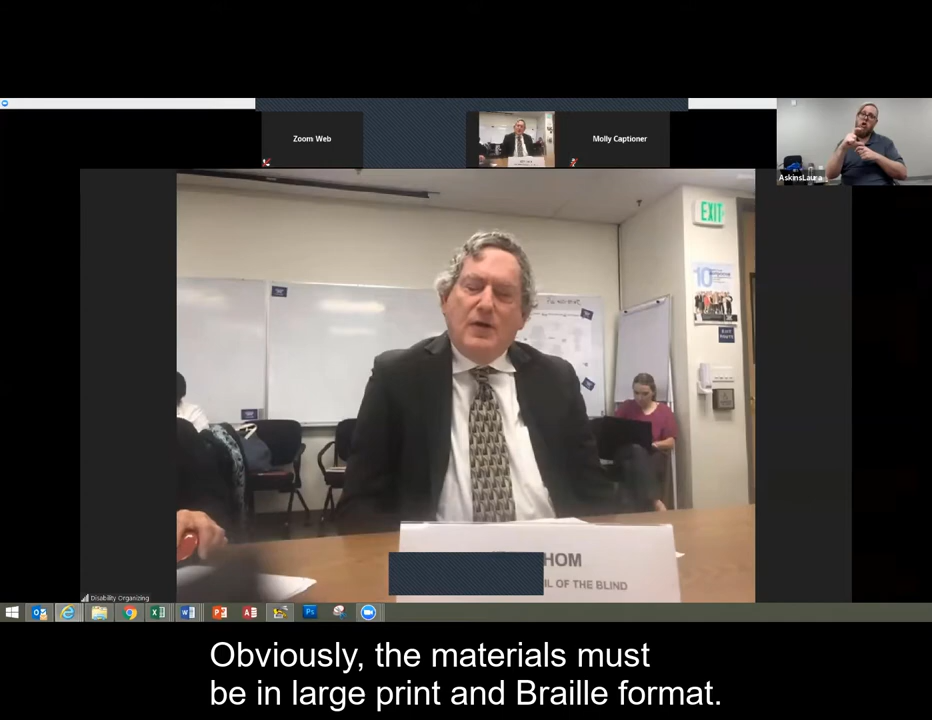 Zoom Web
Molly Captioner
AskinsLaura
EXIT
10
HOM
IL OF THE BLIND
Disability Organizing
Obviously, the materials must
be in large print and Braille format.